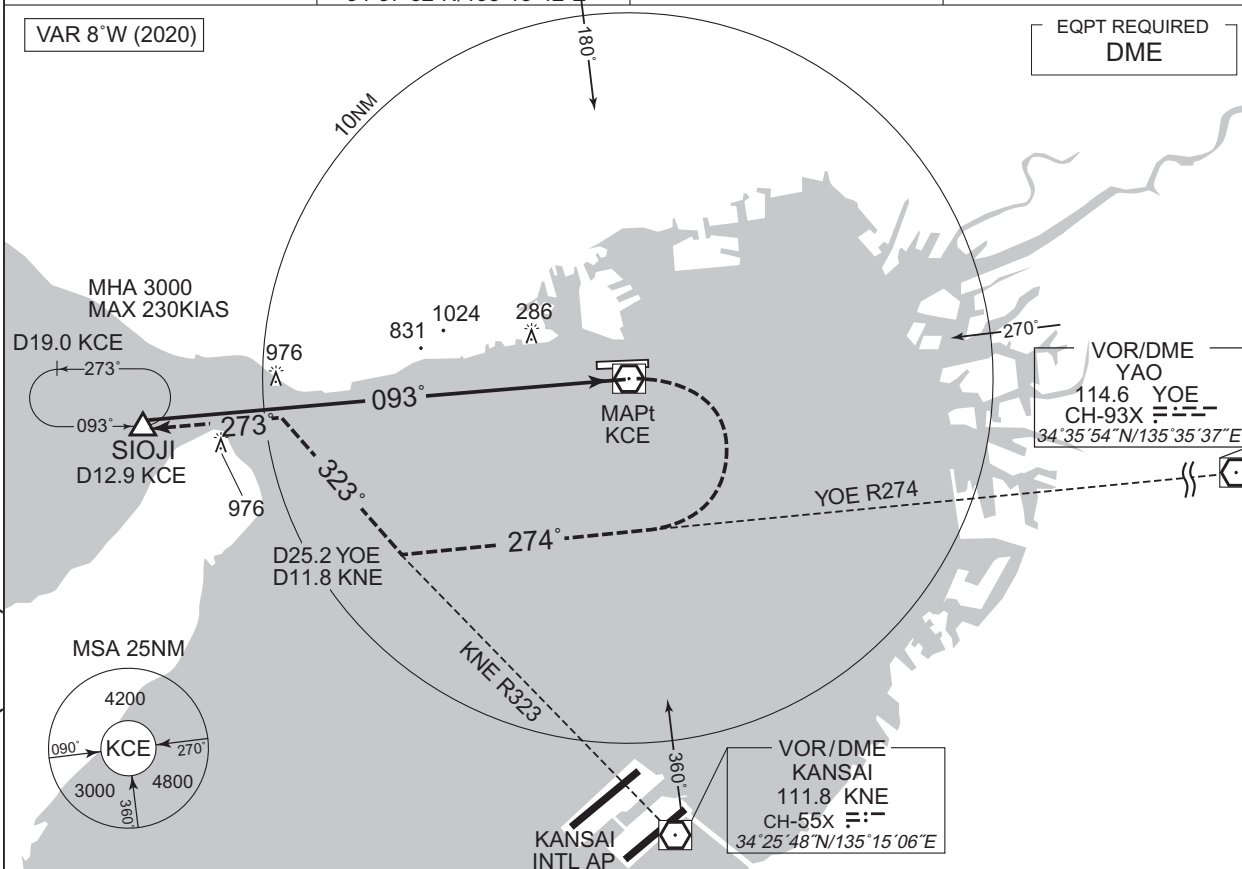 VAR 8°W (2020)
180°
EQPT REQUIRED
DME
10NM
MHA 3000
MAX 230KIAS
D19.0 KCE
273°
093°
SIOJI
D12.9 KCE
976
976
831
1024
286
093°
273°
MAPt
KCE
270°
VOR/DME
YAO
114.6 YOE
CH-93X
34°35´54˝N/135°35´37˝E
323°
YOE R274
274°
D25.2 YOE
D11.8 KNE
KNE R323
MSA 25NM
4200
090°
KCE
270°
3000
4800
360°
360°
VOR/DME
KANSAI
111.8 KNE
CH-55X
34°25´48˝N/135°15´06˝E
KANSAI
INTL AP